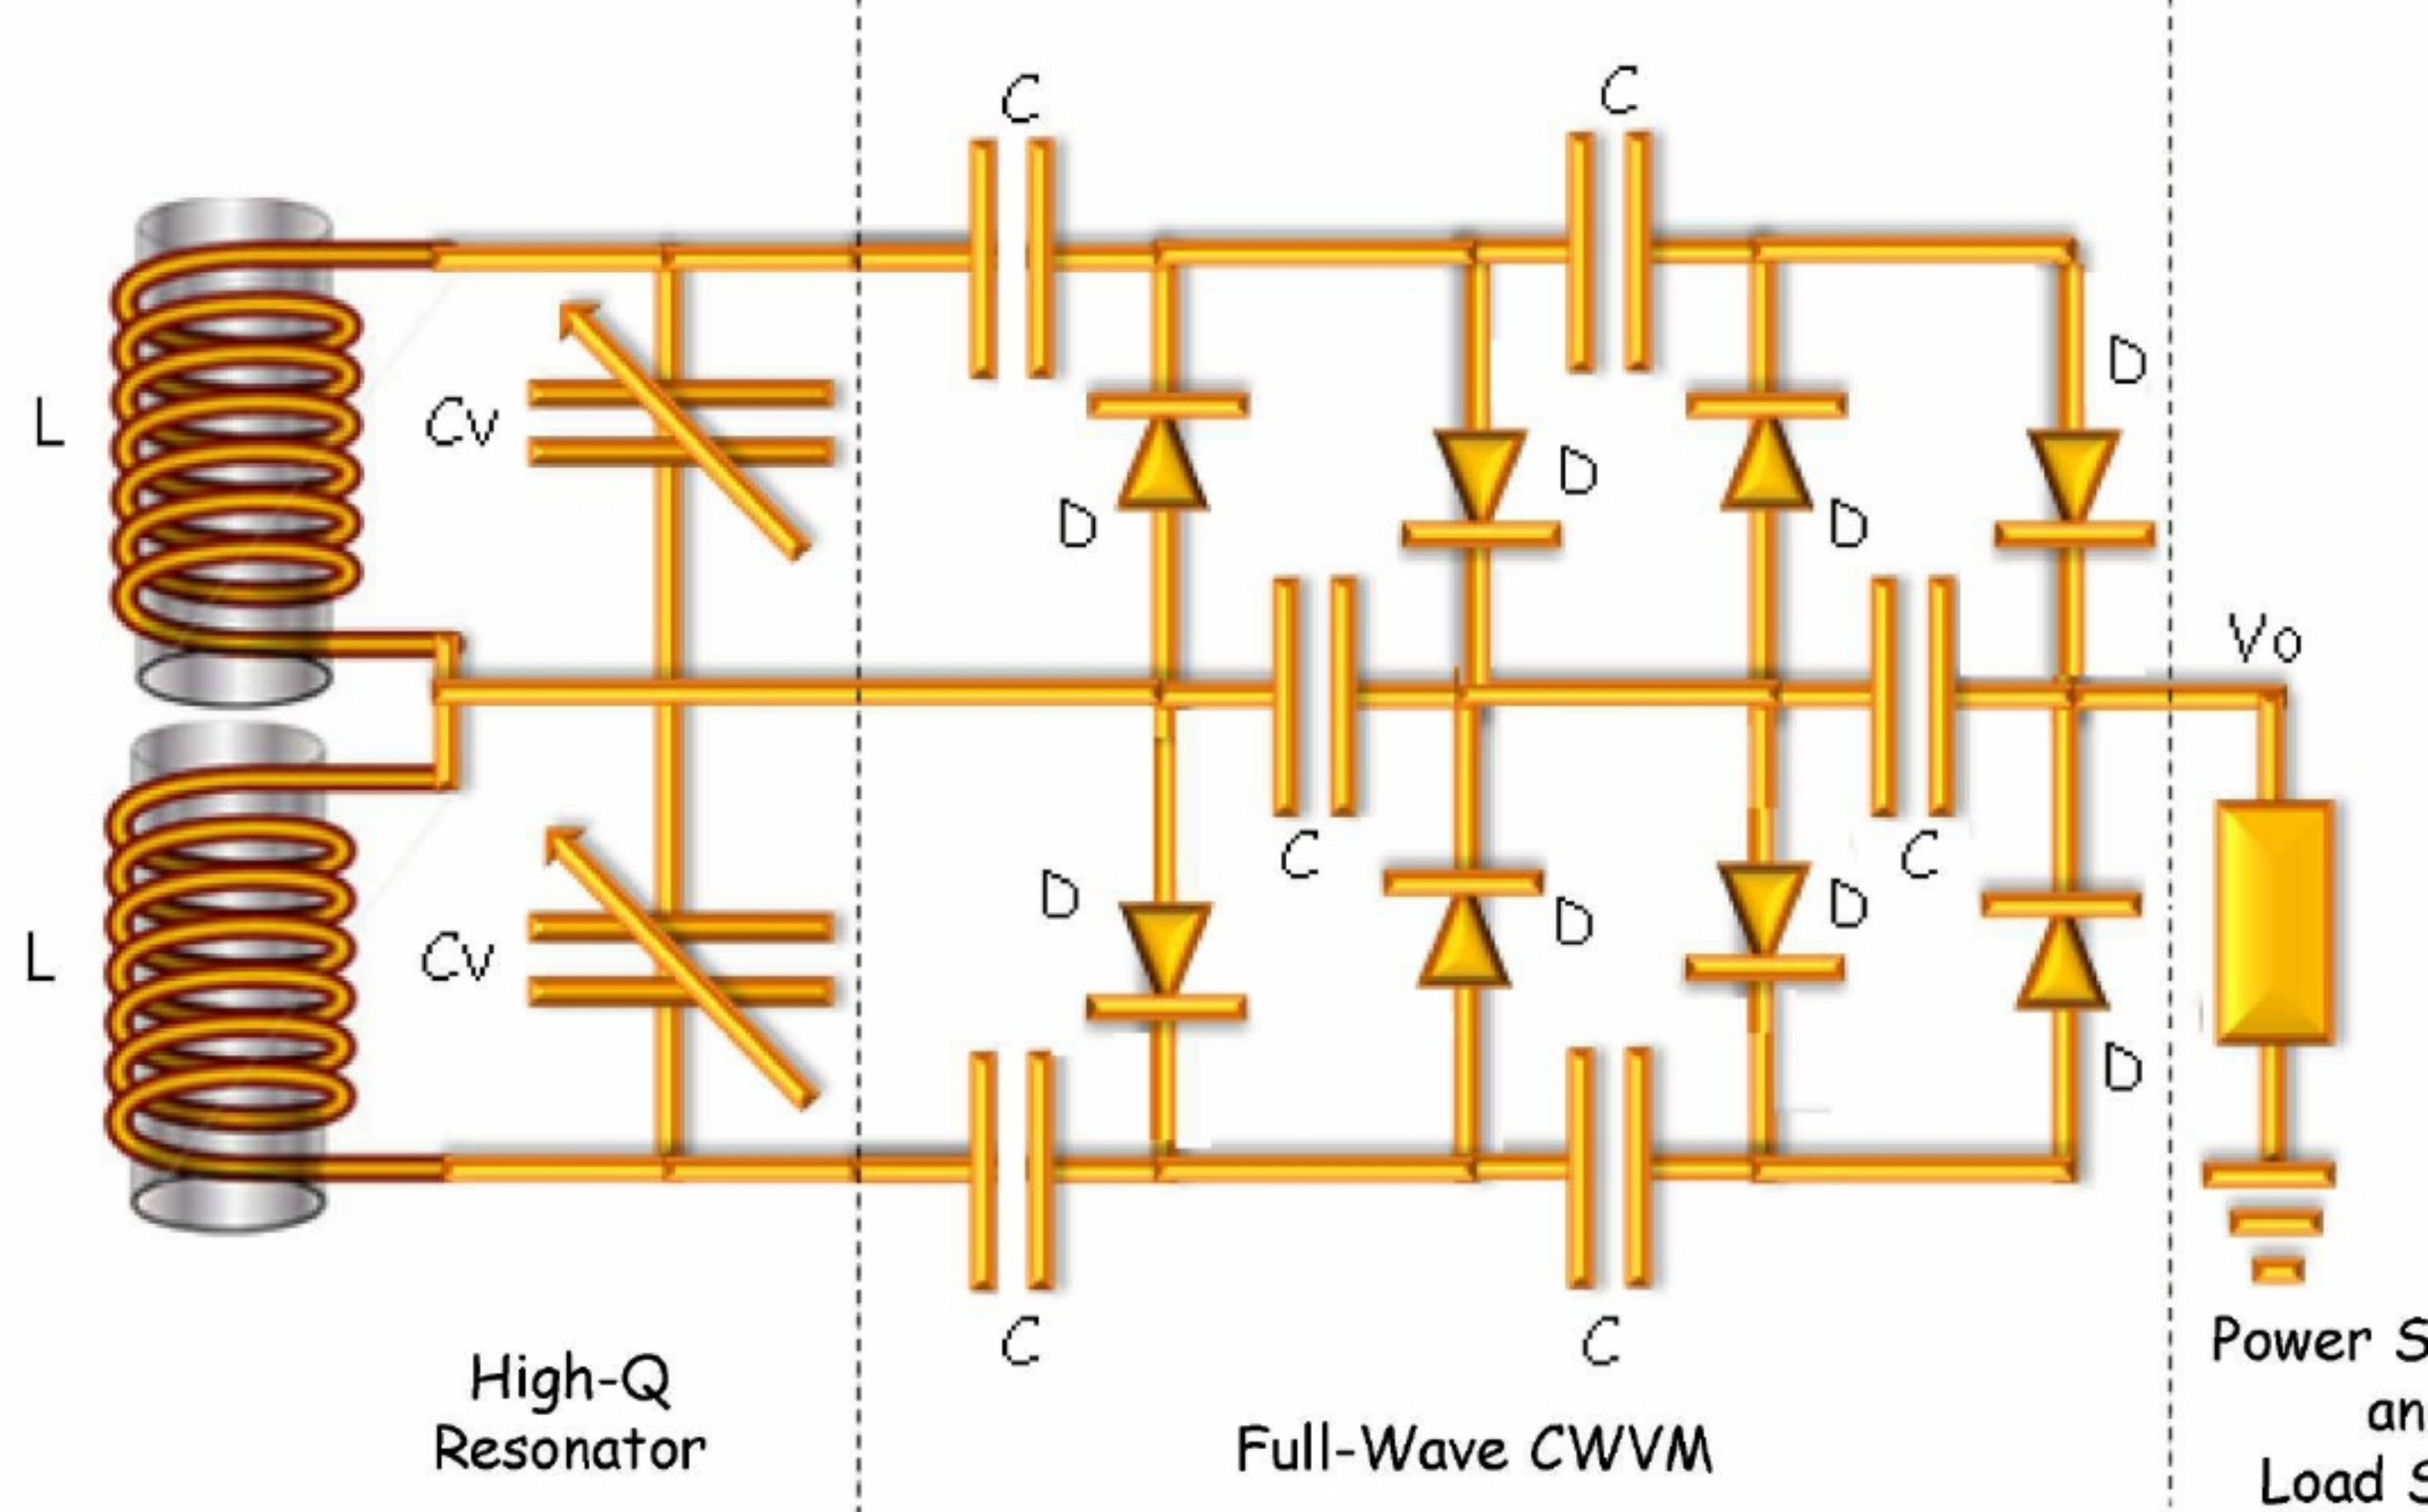 C
C
D
L
Cv
D
D
D
Vo
C
C
D
D
D
L
Cv
D
C
C
High-Q
Resonator
Full-Wave CWVM
Power S
an
Load S